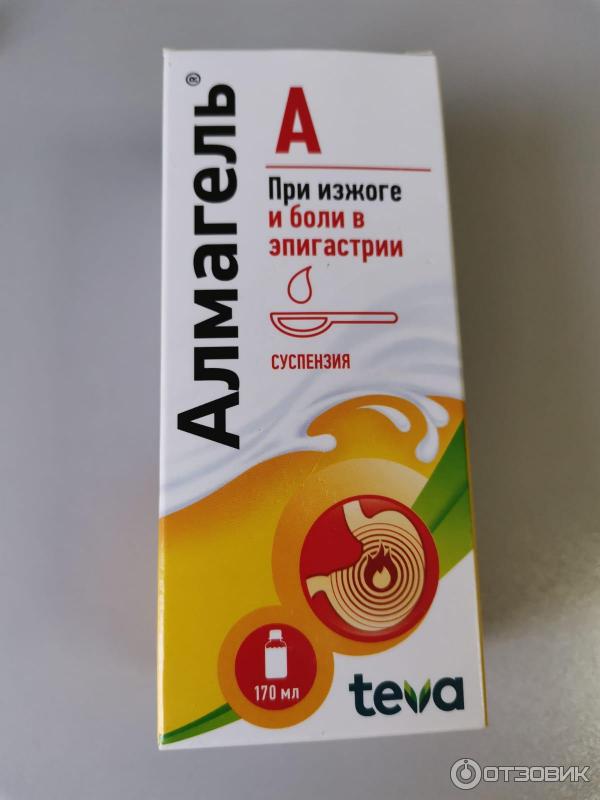 Алмагель®
А
При изжоге
и боли в
эпигастрии
СУСПЕНЗИЯ
170 мл
teva
ОТЗОВИК